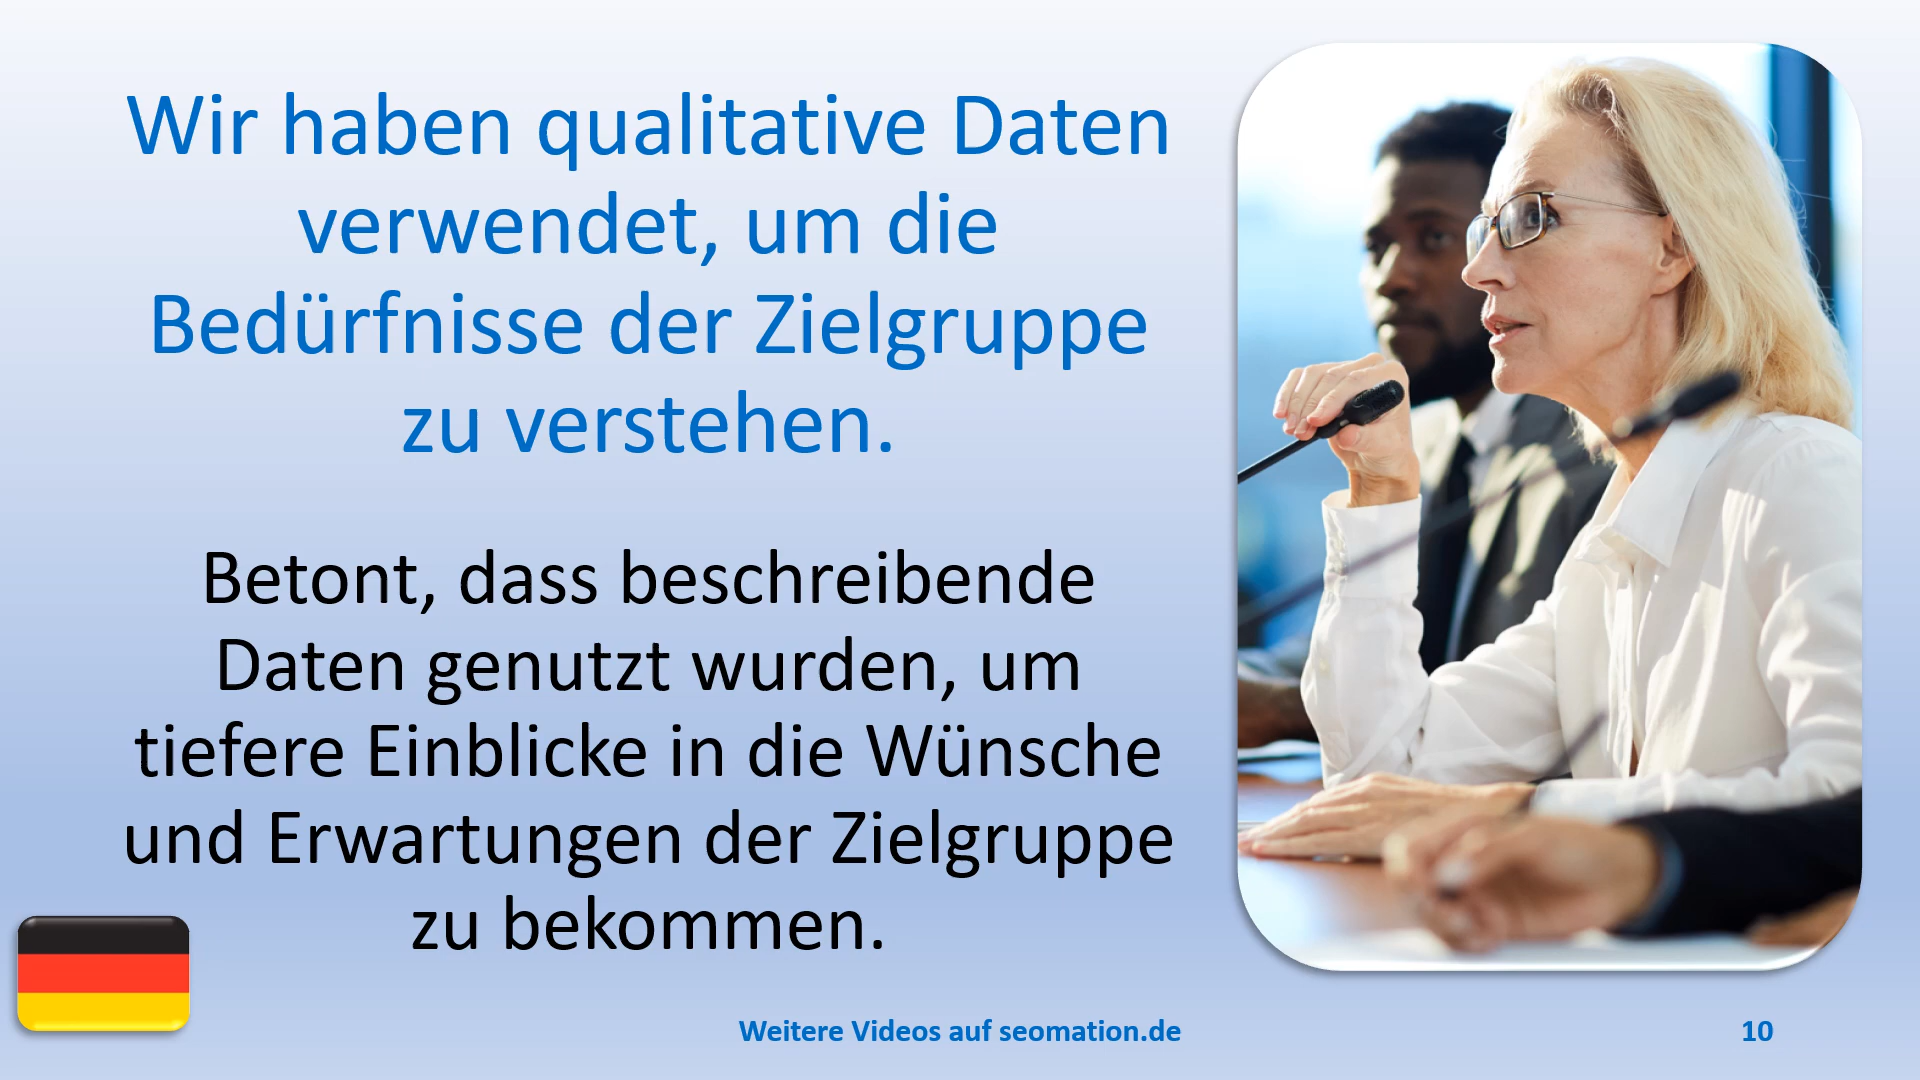 Wir haben qualitative Daten
verwendet, um die
Bedürfnisse der Zielgruppe
zu verstehen.
Betont, dass beschreibende
Daten genutzt wurden, um
tiefere Einblicke in die Wünsche
und Erwartungen der Zielgruppe
zu bekommen.
Weitere Videos auf seomation.de
10